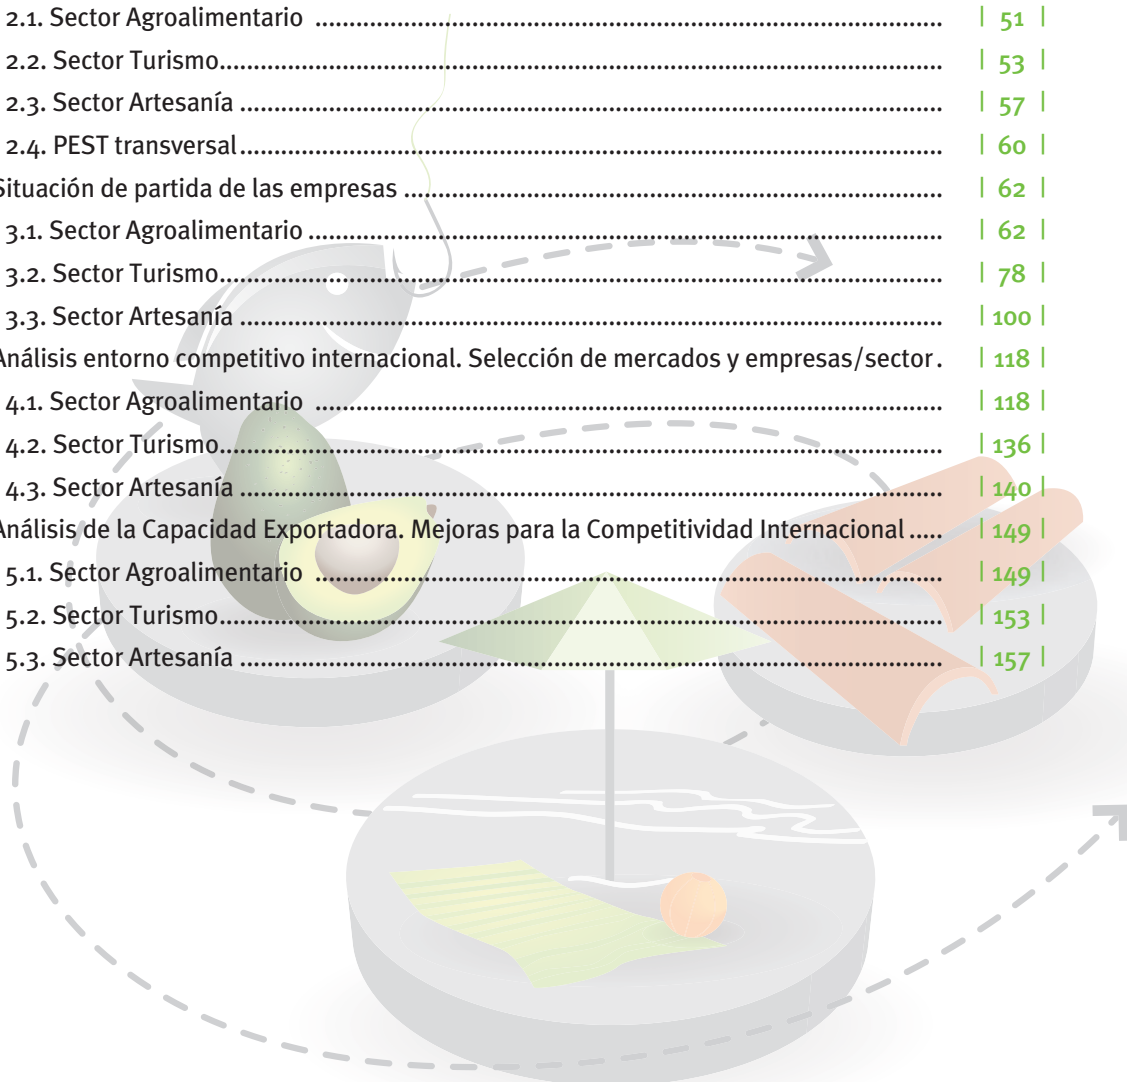 2.1. Sector Agroalimentario ............................................................................................. | 51 |
2.2. Sector Turismo............................................................................................................ | 53 |
2.3. Sector Artesanía ......................................................................................................... | 57 |
2.4. PEST transversal......................................................................................................... | 60 |
Situación de partida de las empresas ................................................................................ | 62 |
3.1. Sector Agroalimentario .............................................................................................. | 62 |
3.2. Sector Turismo............................................................................................................ | 78 |
3.3. Sector Artesanía ......................................................................................................... | 100 |
Análisis entorno competitivo internacional. Selección de mercados y empresas/sector . | 118 |
4.1. Sector Agroalimentario ............................................................................................. | 118 |
4.2. Sector Turismo............................................................................................................ | 136 |
4.3. Sector Artesanía ......................................................................................................... | 140 |
Análisis de la Capacidad Exportadora. Mejoras para la Competitividad Internacional ..... | 149 |
5.1. Sector Agroalimentario ............................................................................................. | 149 |
5.2. Sector Turismo............................................................................................................ | 153 |
5.3. Sector Artesanía ......................................................................................................... | 157 |